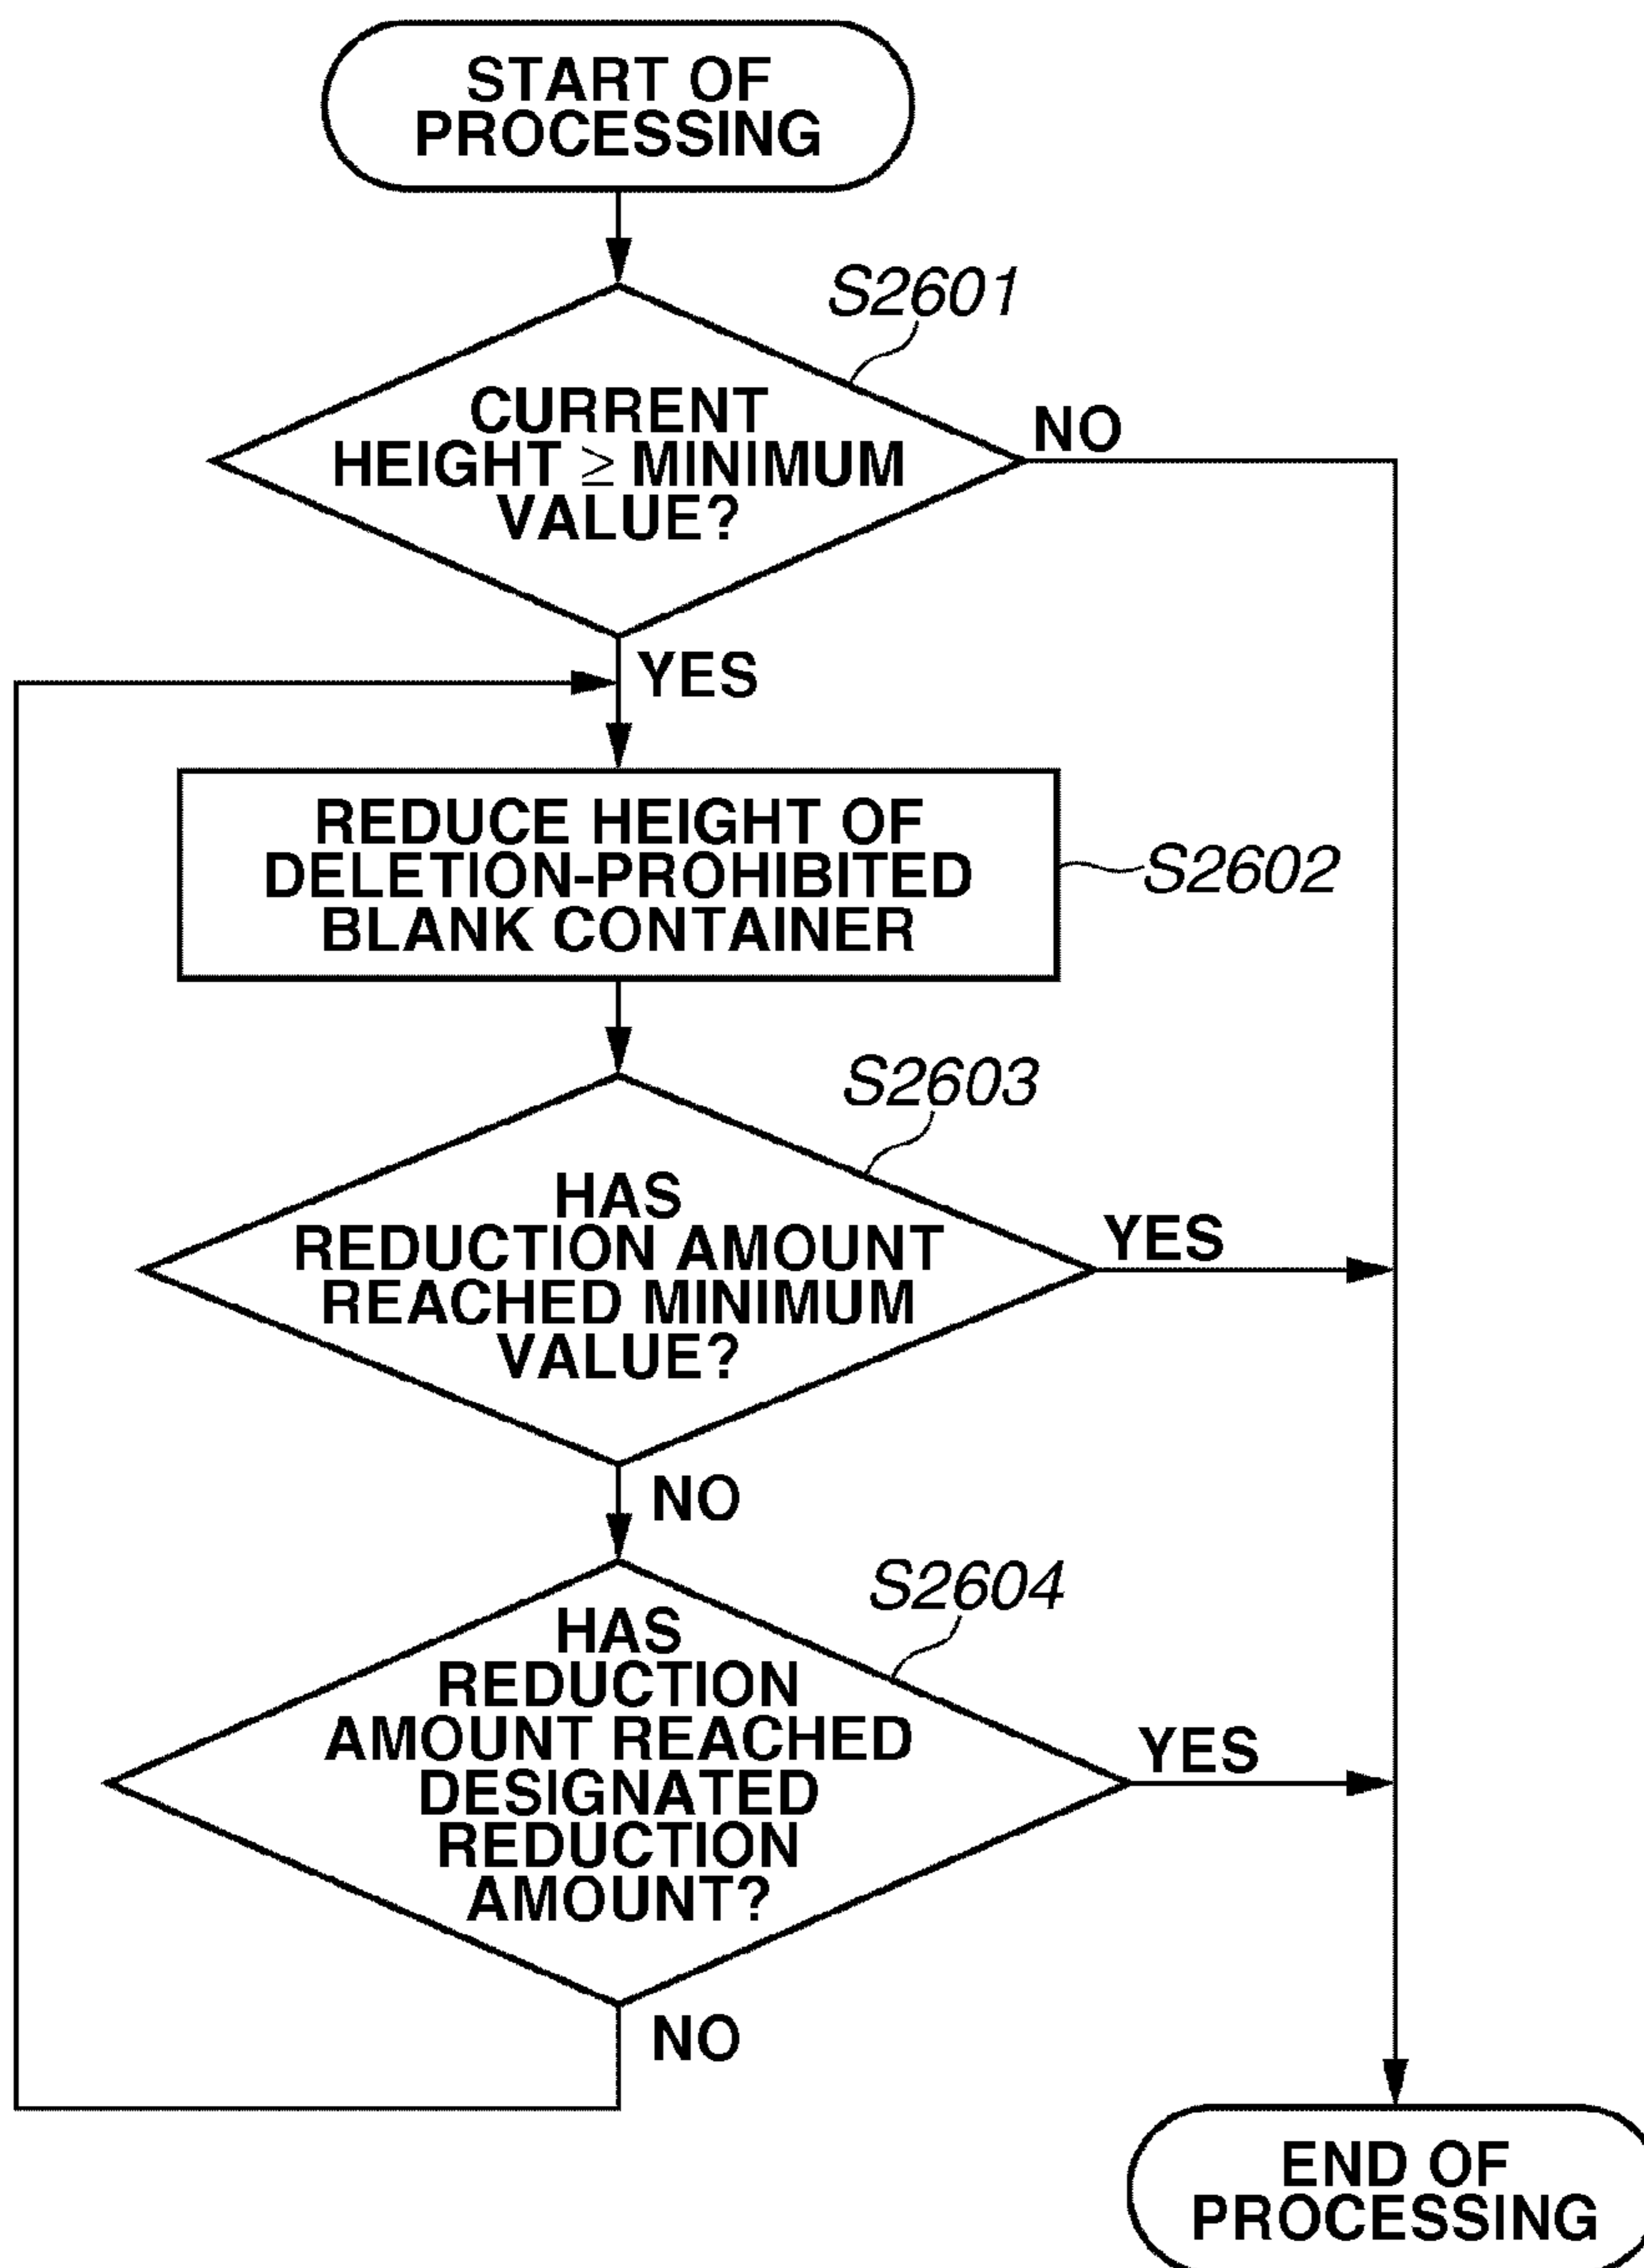 START OF
PROCESSING
S2601
CURRENT
HEIGHT ≥ MINIMUM
VALUE?
NO
YES
REDUCE HEIGHT OF
DELETION-PROHIBITED
BLANK CONTAINER
S2602
S2603
HAS
REDUCTION AMOUNT
REACHED MINIMUM
VALUE?
YES
NO
S2604
HAS
REDUCTION
AMOUNT REACHED
DESIGNATED
REDUCTION
AMOUNT?
YES
NO
END OF
PROCESSING